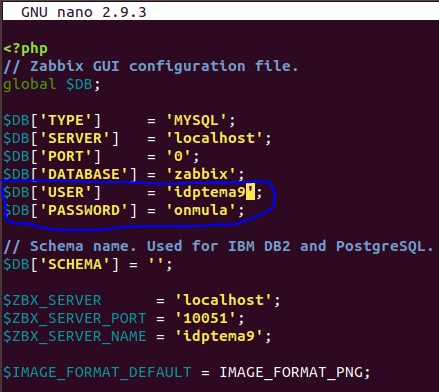 GNU nano 2.9.3
<?php
// Zabbix GUI configuration file.
global $DB;
$DB['TYPE']     = 'MYSQL';
$DB['SERVER']   = 'localhost';
$DB['PORT']     = '0';
$DB['DATABASE'] = 'zabbix';
$DB['USER']     = 'idptema9';
$DB['PASSWORD'] = 'onmula';
// Schema name. Used for IBM DB2 and PostgreSQL.
$DB['SCHEMA'] = '';
$ZBX_SERVER      = 'localhost';
$ZBX_SERVER_PORT = '10051';
$ZBX_SERVER_NAME = 'idptema9';
$IMAGE_FORMAT_DEFAULT = IMAGE_FORMAT_PNG;